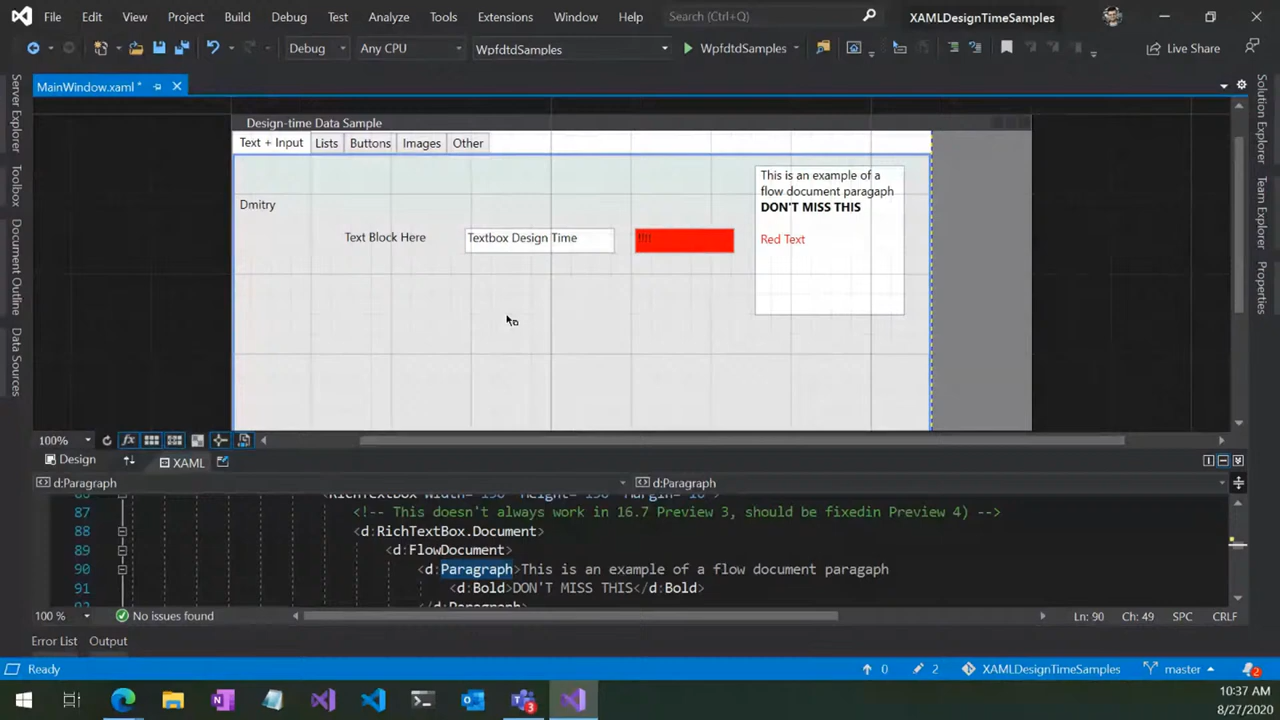 File Edit View Project Build Debug Test Analyze Tools Extensions Window Help Search (Ctrl+Q) XAMLDesignTimeSamples
Debug Any CPU WpfdtdSamples WpfdtdSamples Live Share
MainWindow.xaml *
Server Explorer
Toolbox
Document Outline
Data Sources
Design-time Data Sample
Text + Input Lists Buttons Images Other
This is an example of a
flow document paragaph
DON'T MISS THIS
Red Text
Dmitry
Text Block Here Textbox Design Time !!!!
Solution Explorer
Team Explorer
Properties
100%
Design XAML
d:Paragraph d:Paragraph
87 <!-- This doesn't always work in 16.7 Preview 3, should be fixedin Preview 4) -->
88 <d:RichTextBox.Document>
89 <d:FlowDocument>
90 <d:Paragraph>This is an example of a flow document paragaph
91 <d:Bold>DON'T MISS THIS</d:Bold>
100 % No issues found Ln: 90 Ch: 49 SPC CRLF
Error List Output
Ready 0 2 XAMLDesignTimeSamples master 2
3
10:37 AM
8/27/2020